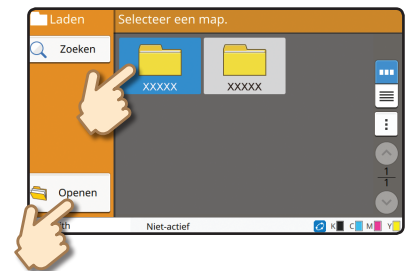 Laden
Selecteer een map.
Zoeken
XXXXX
XXXXX
1
1
Openen
Niet-actief
K C M Y